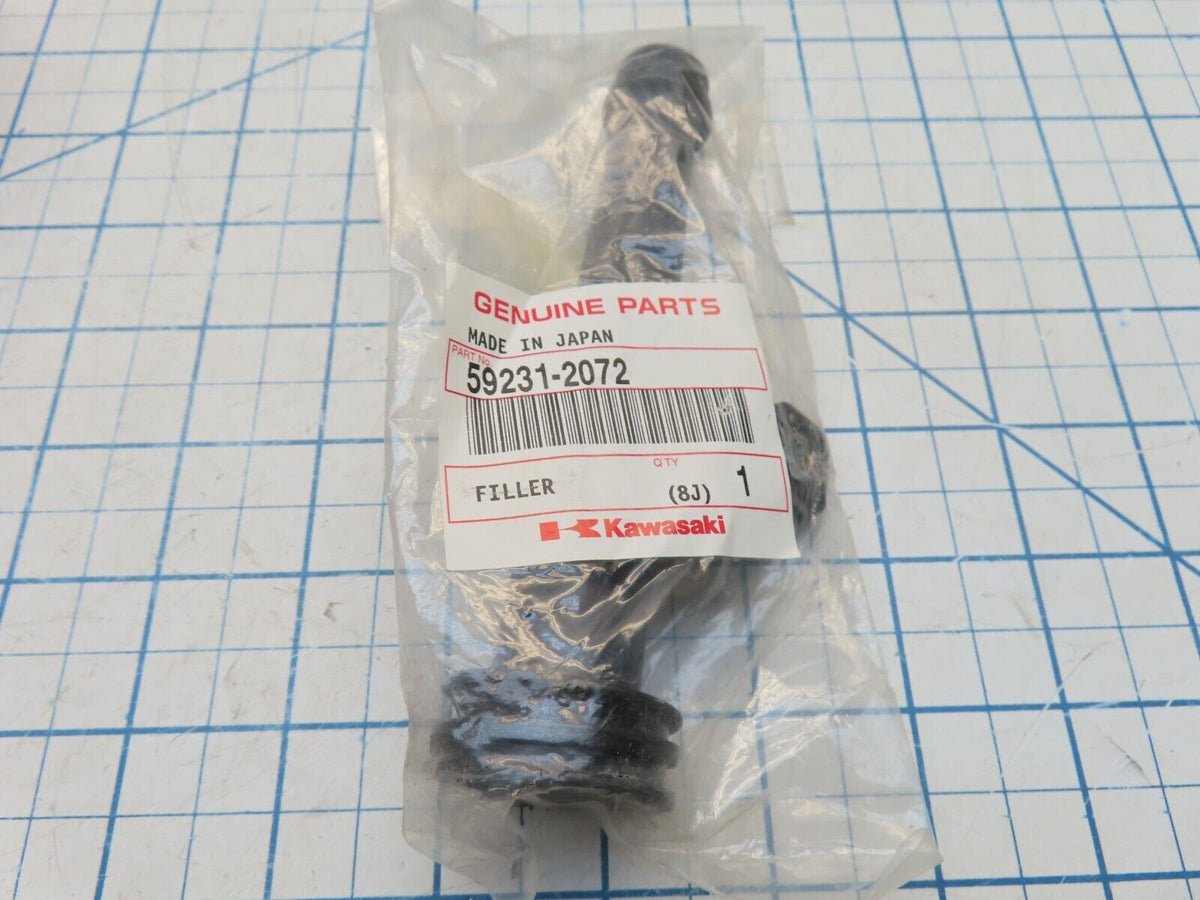 GENUINE PARTS
MADE IN JAPAN
PART No.
59231-2072
QTY
FILLER (8J) 1
Kawasaki